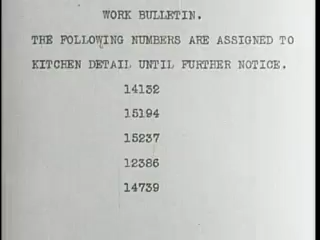 WORK BULLETIN.
THE FOLLOWING NUMBERS ARE ASSIGNED TO
KITCHEN DETAIL UNTIL FURTHER NOTICE.
14132
15194
15237
12386
14739